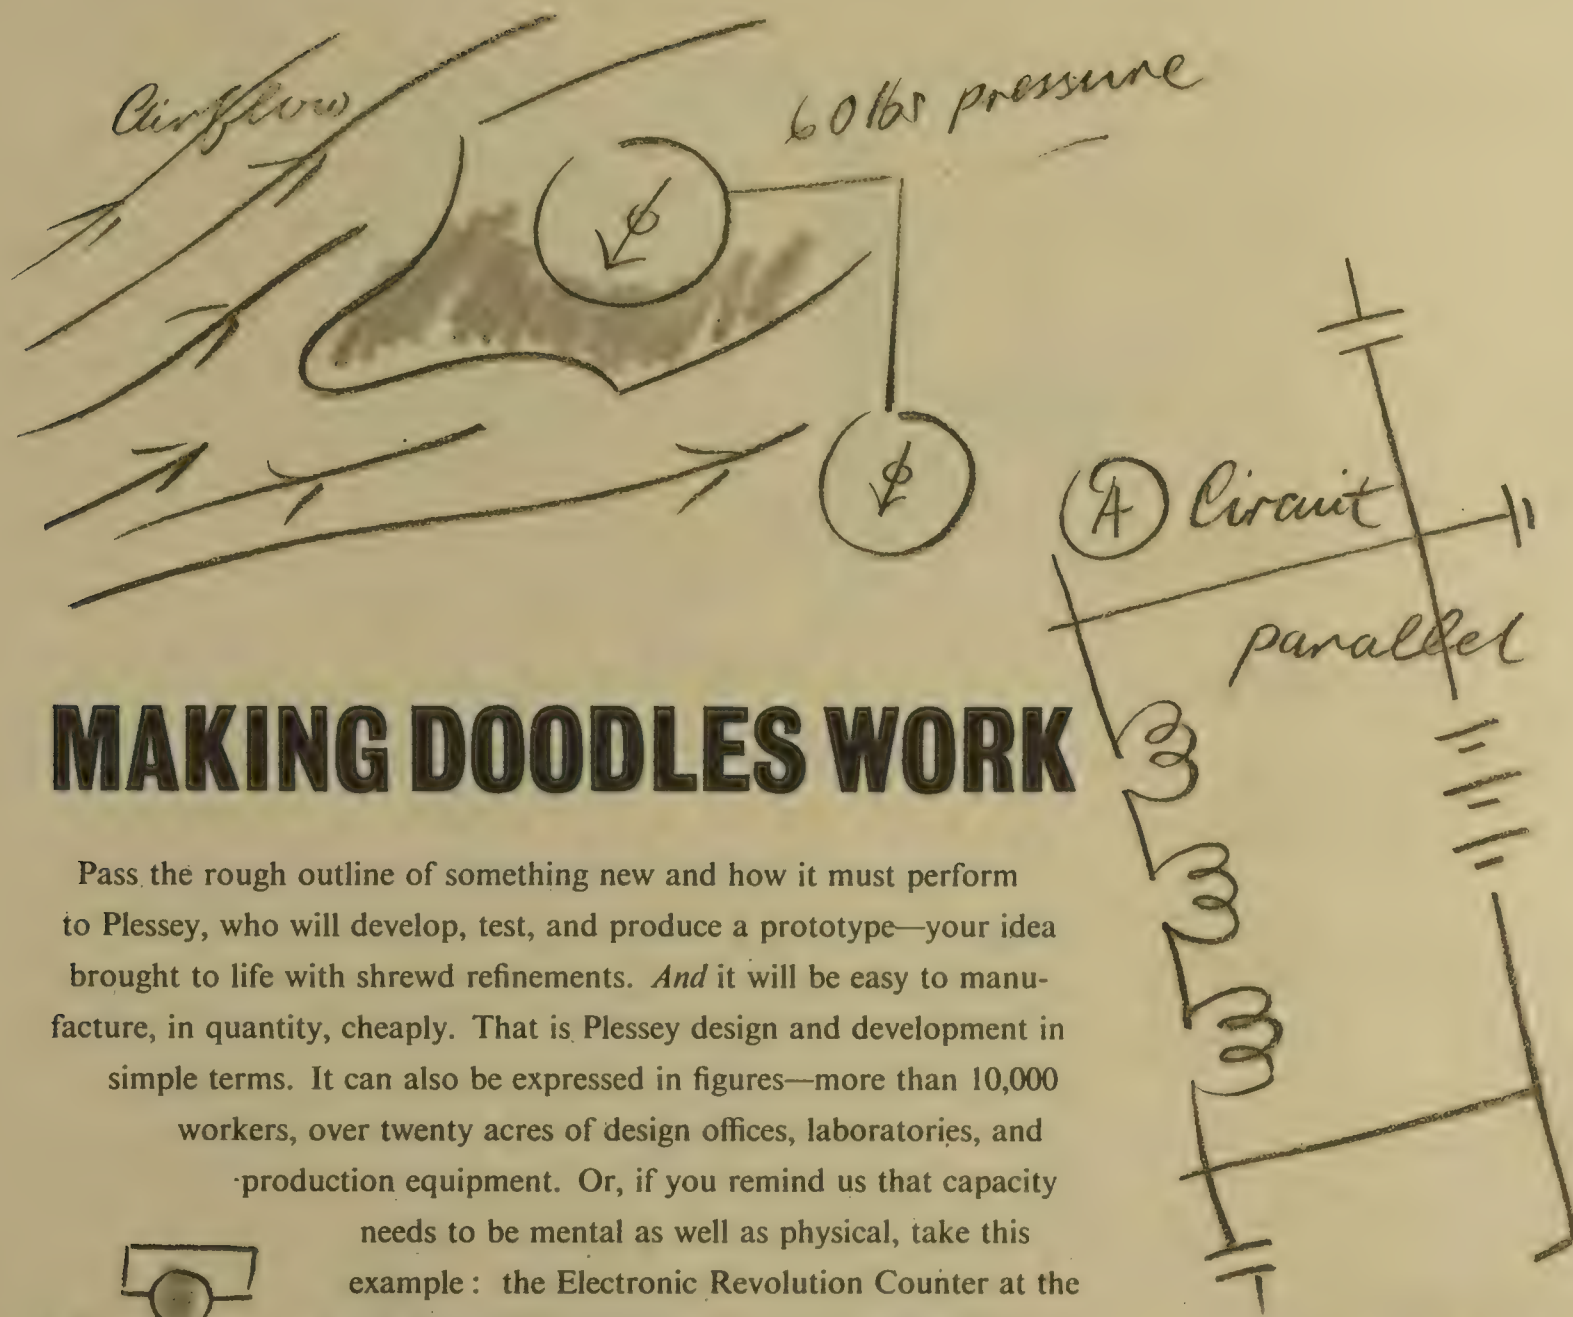 Airflow
60 lbs pressure
A Circuit
parallel
MAKING DOODLES WORK
Pass the rough outline of something new and how it must perform
to Plessey, who will develop, test, and produce a prototype—your idea
brought to life with shrewd refinements. And it will be easy to manu-
facture, in quantity, cheaply. That is Plessey design and development in
simple terms. It can also be expressed in figures—more than 10,000
workers, over twenty acres of design offices, laboratories, and
production equipment. Or, if you remind us that capacity
needs to be mental as well as physical, take this
example : the Electronic Revolution Counter at the